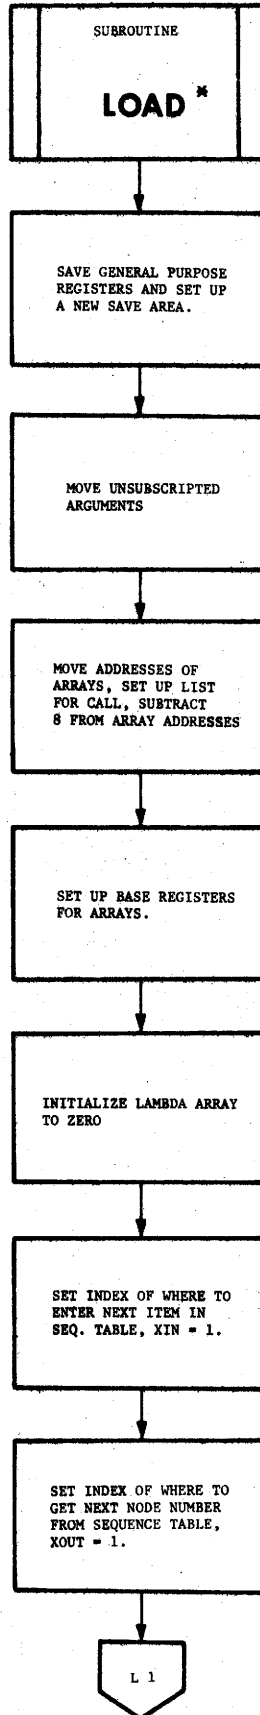 SUBROUTINE
LOAD *
SAVE GENERAL PURPOSE
REGISTERS AND SET UP
A NEW SAVE AREA.
MOVE UNSUBSCRIPTED
ARGUMENTS
MOVE ADDRESSES OF
ARRAYS, SET UP LIST
FOR CALL, SUBTRACT
8 FROM ARRAY ADDRESSES
SET UP BASE REGISTERS
FOR ARRAYS.
INITIALIZE LAMBDA ARRAY
TO ZERO
SET INDEX OF WHERE TO
ENTER NEXT ITEM IN
SEQ. TABLE, XIN = 1.
SET INDEX OF WHERE TO
GET NEXT NODE NUMBER
FROM SEQUENCE TABLE,
XOUT = 1.
L 1